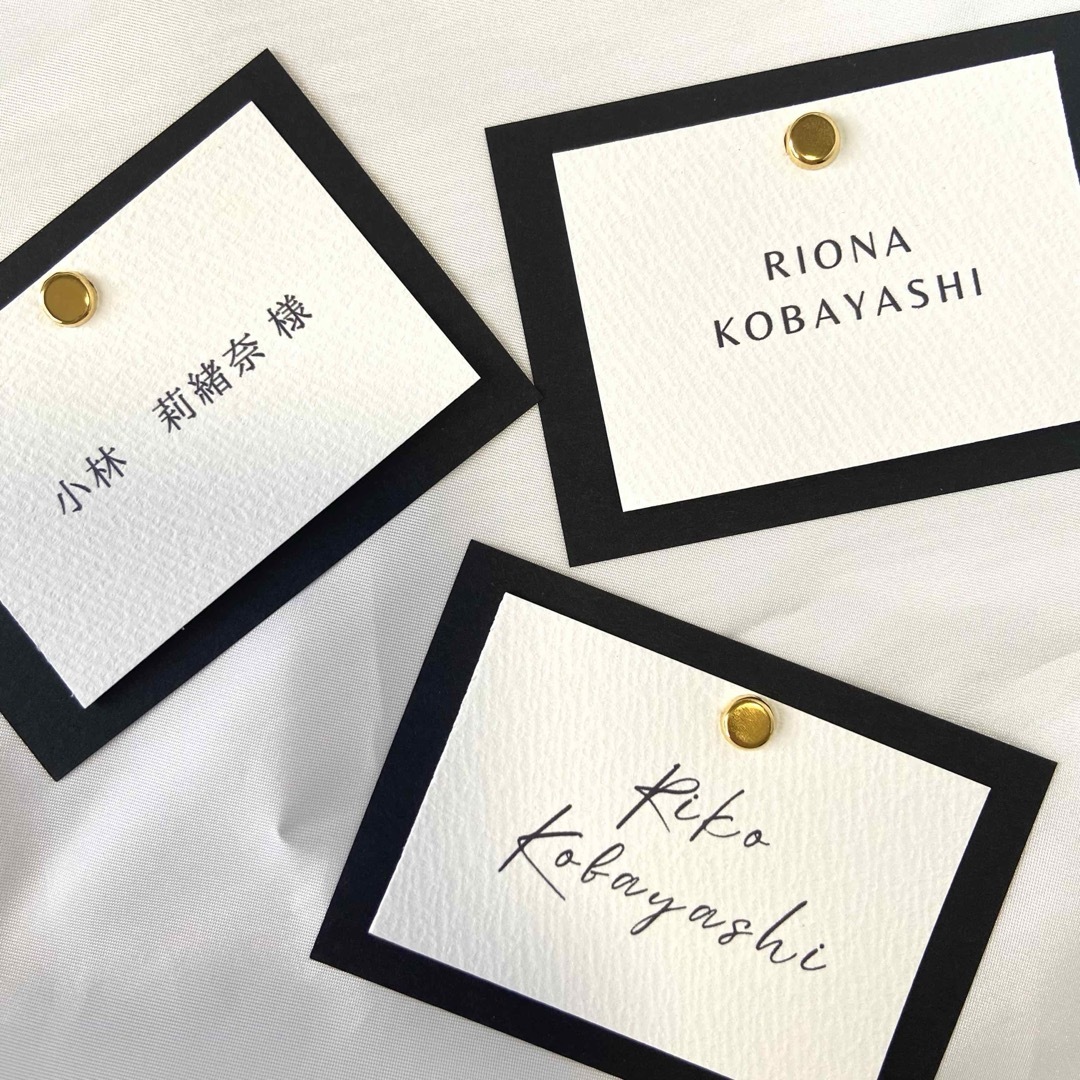 小林　莉緒奈 様
RIONA
KOBAYASHI
Riko
Kobayashi